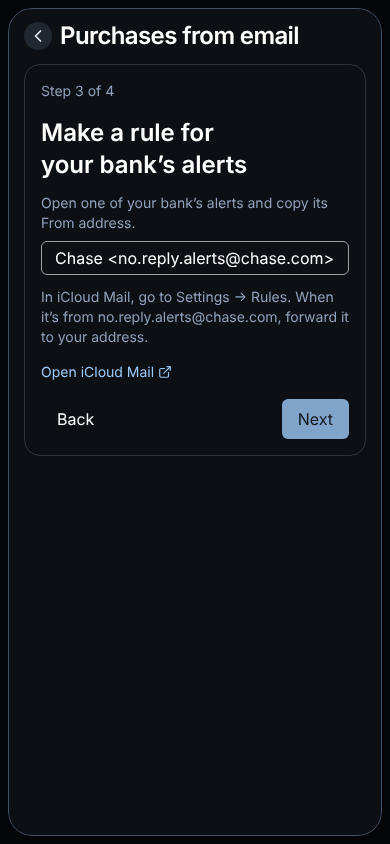 Purchases from email
Step 3 of 4
Make a rule for
your bank’s alerts
Open one of your bank’s alerts and copy its
From address.
Chase <no.reply.alerts@chase.com>
In iCloud Mail, go to Settings → Rules. When
it’s from no.reply.alerts@chase.com, forward it
to your address.
Open iCloud Mail
Back
Next